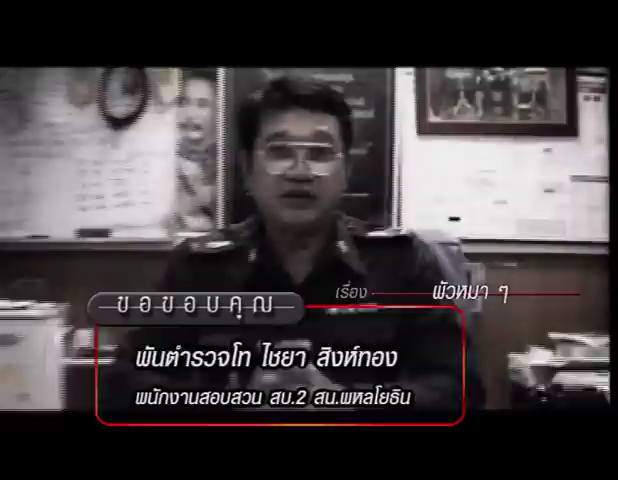 เรื่อง ผัวหมา ๆ
ขอขอบคุณ
พันตำรวจโท ไชยา สิงห์ทอง
พนักงานสอบสวน สบ.2 สน.พหลโยธิน